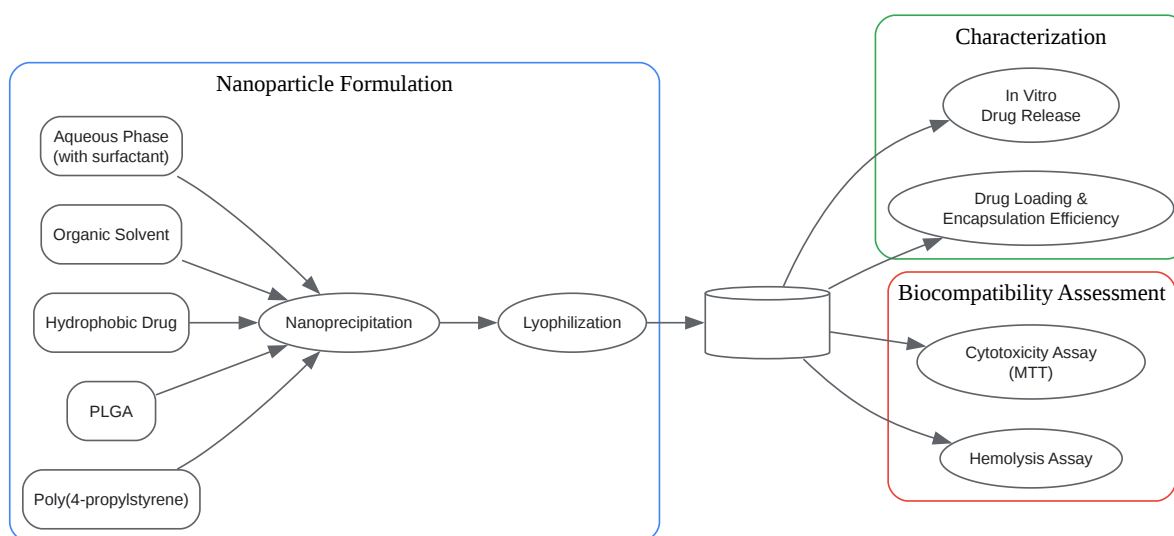 Nanoparticle Formulation
Aqueous Phase
(with surfactant)
Organic Solvent
Hydrophobic Drug
PLGA
Poly(4-propylstyrene)
Nanoprecipitation
Lyophilization
Characterization
In Vitro
Drug Release
Drug Loading &
Encapsulation Efficiency
Biocompatibility Assessment
Cytotoxicity Assay
(MTT)
Hemolysis Assay